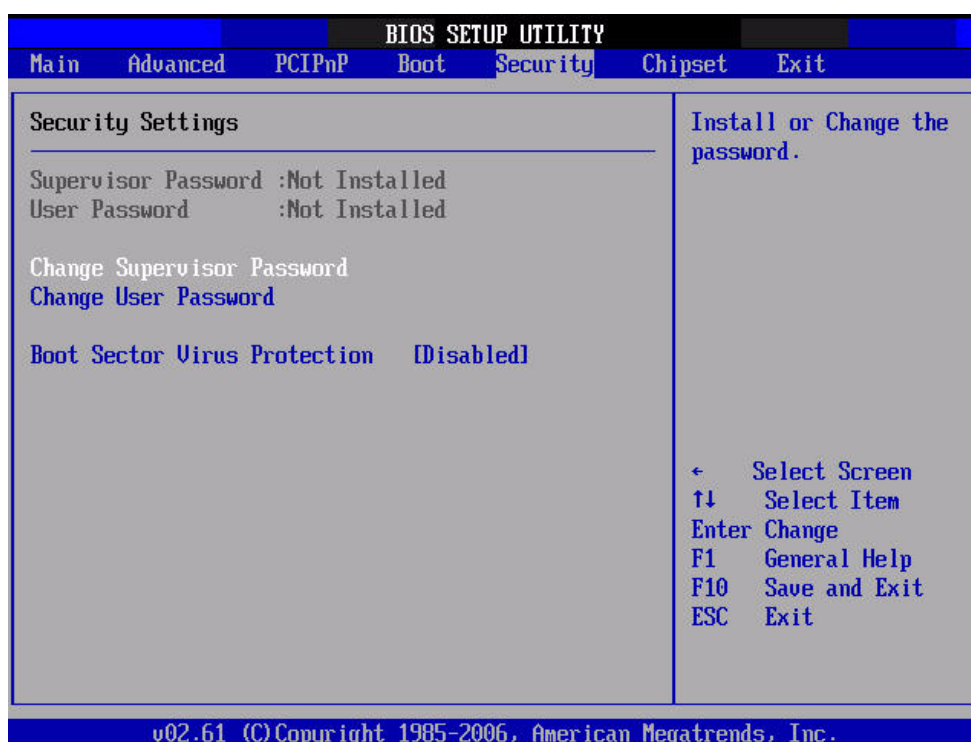 BIOS SETUP UTILITY
Main Advanced PCIPnP Boot Security Chipset Exit
Security Settings
Supervisor Password :Not Installed
User Password :Not Installed
Change Supervisor Password
Change User Password
Boot Sector Virus Protection [Disabled]
Install or Change the
password.
← Select Screen
↑↓ Select Item
Enter Change
F1 General Help
F10 Save and Exit
ESC Exit
v02.61 (C)Copyright 1985-2006, American Megatrends, Inc.